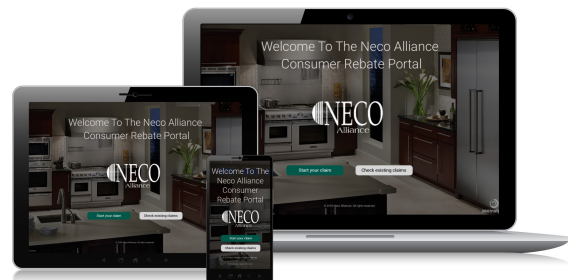 Welcome To The Neco Alliance
Consumer Rebate Portal
NECO
Alliance
Start your claim
Check existing claims
Welcome To The Neco Alliance
Consumer Rebate Portal
NECO
Alliance
Start your claim
Check existing claims
Welcome To The
Neco Alliance
Consumer
Rebate Portal
NECO
Alliance
Start your claim
Check existing claims